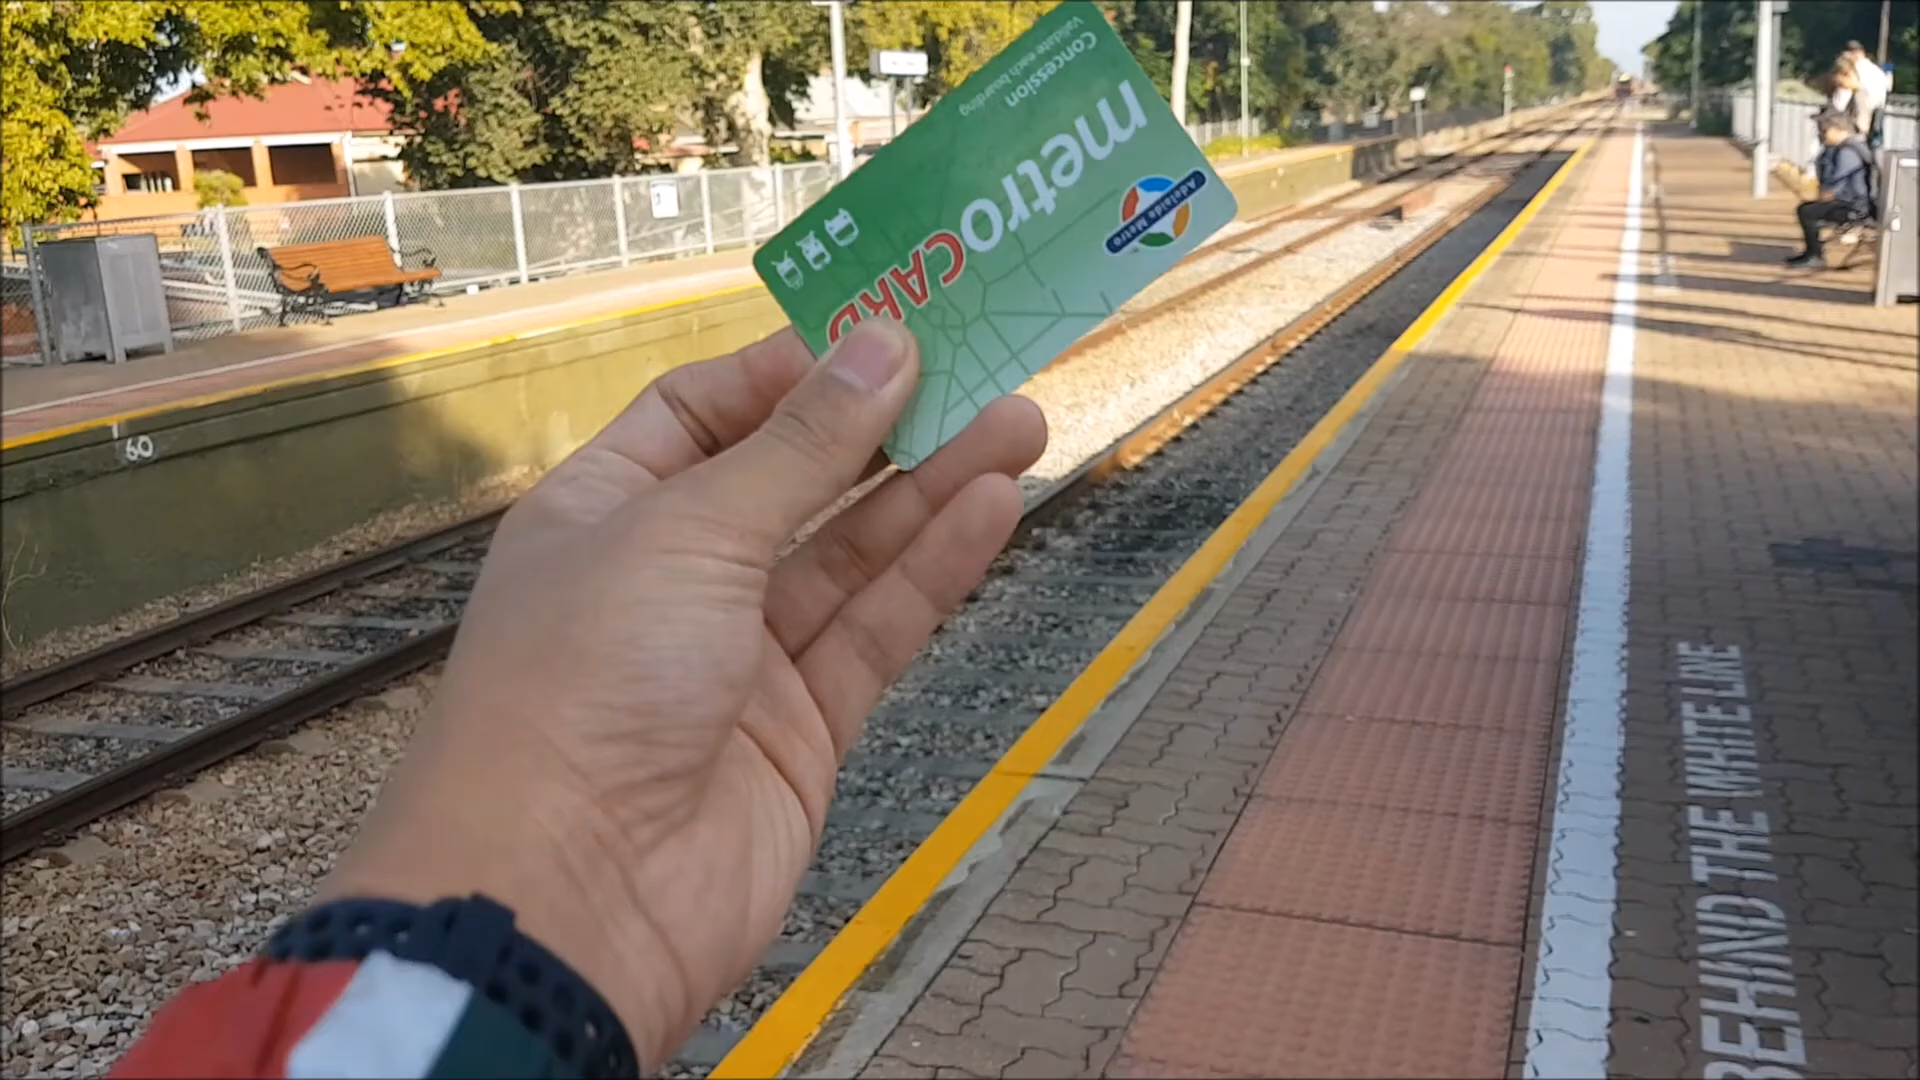 Concession
Validate each boarding
metroCARD
Adelaide Metro
60
BEHIND THE WHITE LINE